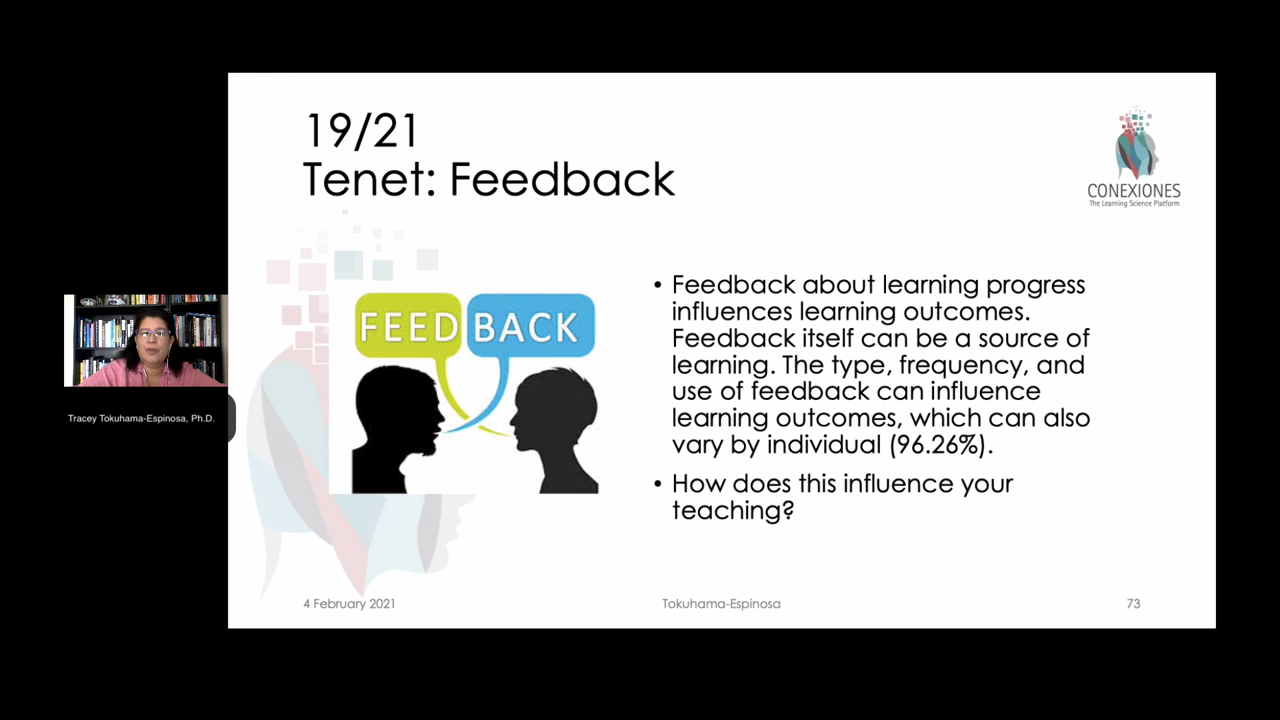 19/21
Tenet: Feedback
CONEXIONES
The Learning Science Platform
FEEDBACK
• Feedback about learning progress
influences learning outcomes.
Feedback itself can be a source of
learning. The type, frequency, and
use of feedback can influence
learning outcomes, which can also
vary by individual (96.26%).
• How does this influence your
teaching?
Tracey Tokuhama-Espinosa, Ph.D.
4 February 2021
Tokuhama-Espinosa
73